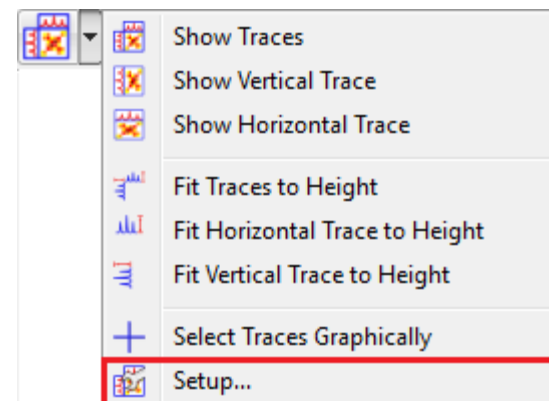 Show Traces
Show Vertical Trace
Show Horizontal Trace
Fit Traces to Height
Fit Horizontal Trace to Height
Fit Vertical Trace to Height
Select Traces Graphically
Setup...